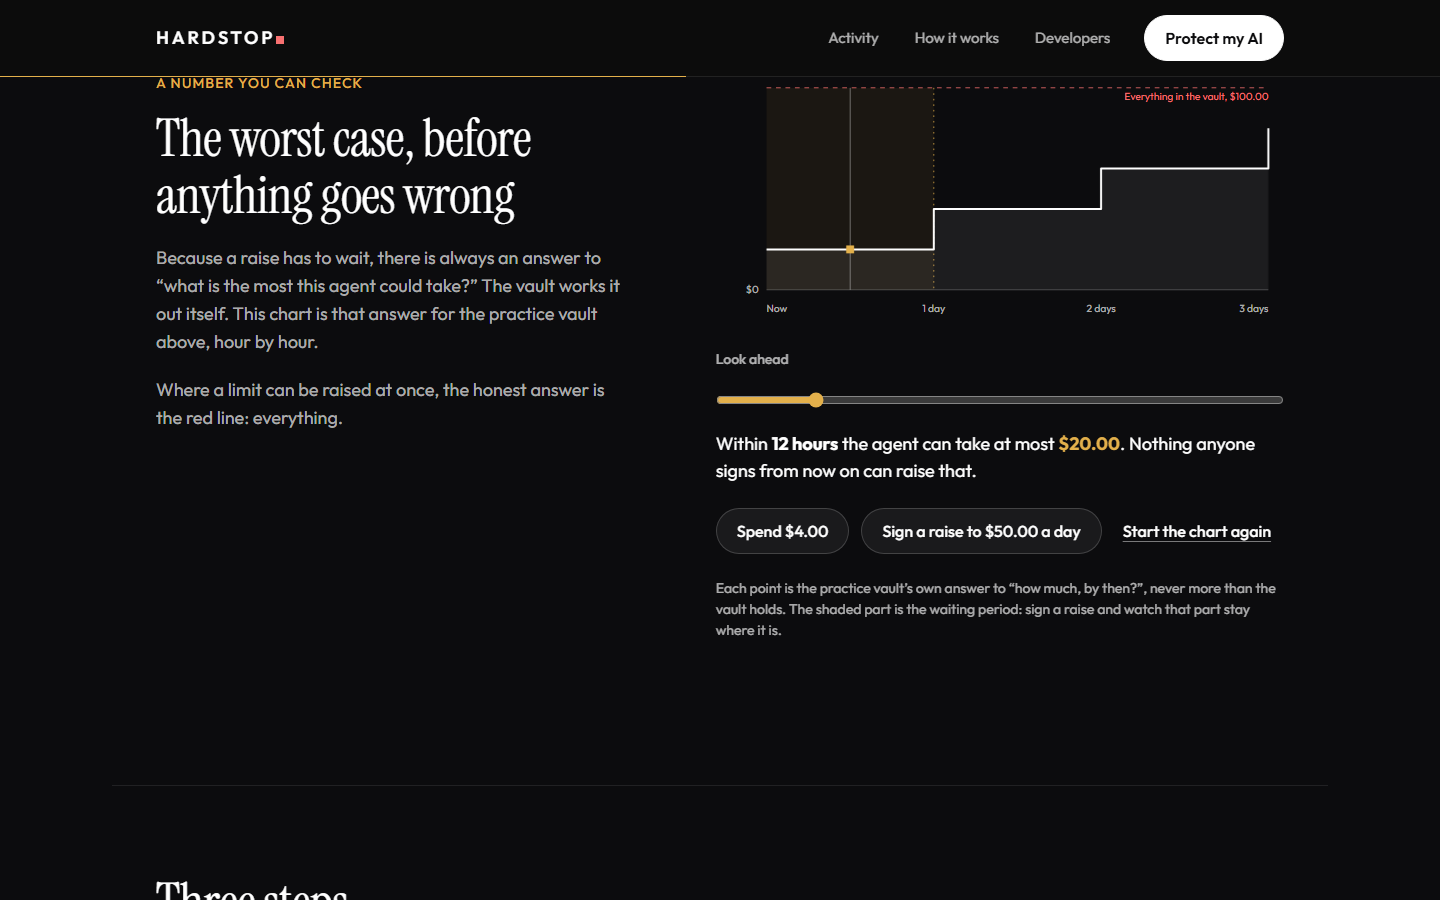 HARDSTOP
Activity
How it works
Developers
Protect my AI
A NUMBER YOU CAN CHECK
The worst case, before
anything goes wrong
Because a raise has to wait, there is always an answer to
“what is the most this agent could take?” The vault works it
out itself. This chart is that answer for the practice vault
above, hour by hour.
Where a limit can be raised at once, the honest answer is
the red line: everything.
Everything in the vault, $100.00
$0
Now
1 day
2 days
3 days
Look ahead
Within 12 hours the agent can take at most $20.00. Nothing anyone
signs from now on can raise that.
Spend $4.00
Sign a raise to $50.00 a day
Start the chart again
Each point is the practice vault’s own answer to “how much, by then?”, never more than the
vault holds. The shaded part is the waiting period: sign a raise and watch that part stay
where it is.
Three steps